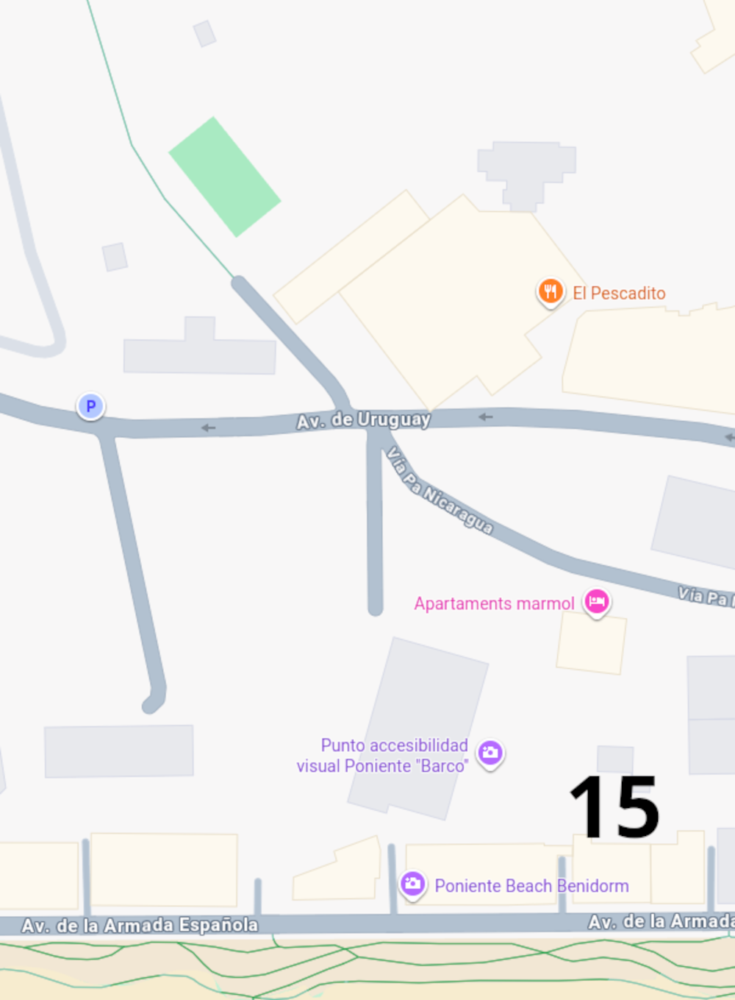 El Pescadito
P
Av. de Uruguay
Vía Pa Nicaragua
Vía Pa
Apartaments marmol
Punto accesibilidad
visual Poniente "Barco"
15
Poniente Beach Benidorm
Av. de la Armada Española
Av. de la Armada